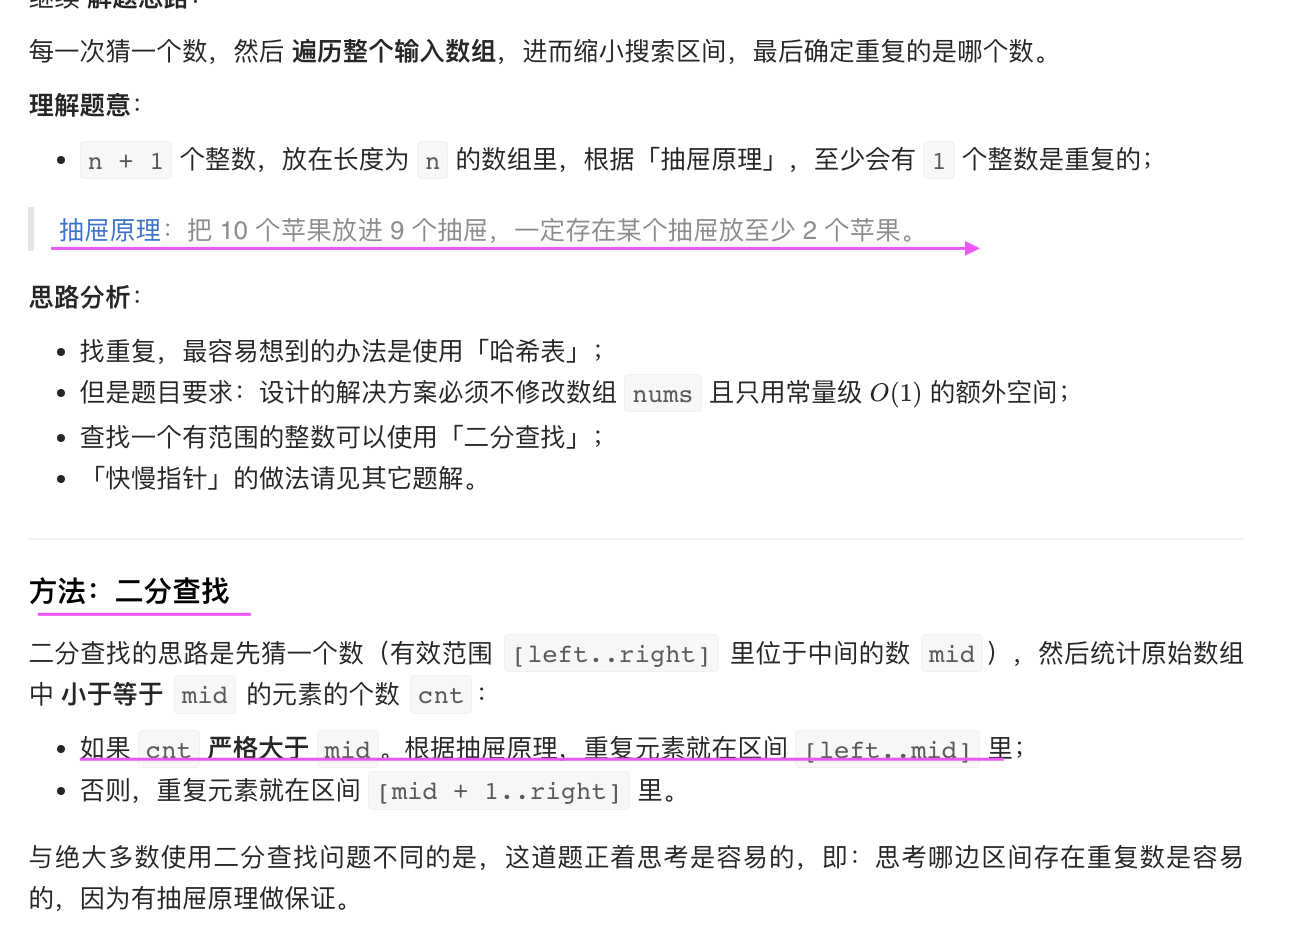 继续 解题思路：
每一次猜一个数，然后 遍历整个输入数组，进而缩小搜索区间，最后确定重复的是哪个数。
理解题意：
• n + 1 个整数，放在长度为 n 的数组里，根据「抽屉原理」，至少会有 1 个整数是重复的；
抽屉原理：把 10 个苹果放进 9 个抽屉，一定存在某个抽屉放至少 2 个苹果。
思路分析：
• 找重复，最容易想到的办法是使用「哈希表」；
• 但是题目要求：设计的解决方案必须不修改数组 nums 且只用常量级 O(1) 的额外空间；
• 查找一个有范围的整数可以使用「二分查找」；
• 「快慢指针」的做法请见其它题解。
方法：二分查找
二分查找的思路是先猜一个数（有效范围 [left..right] 里位于中间的数 mid），然后统计原始数组
中 小于等于 mid 的元素的个数 cnt：
• 如果 cnt 严格大于 mid。根据抽屉原理，重复元素就在区间 [left..mid] 里；
• 否则，重复元素就在区间 [mid + 1..right] 里。
与绝大多数使用二分查找问题不同的是，这道题正着思考是容易的，即：思考哪边区间存在重复数是容易
的，因为有抽屉原理做保证。